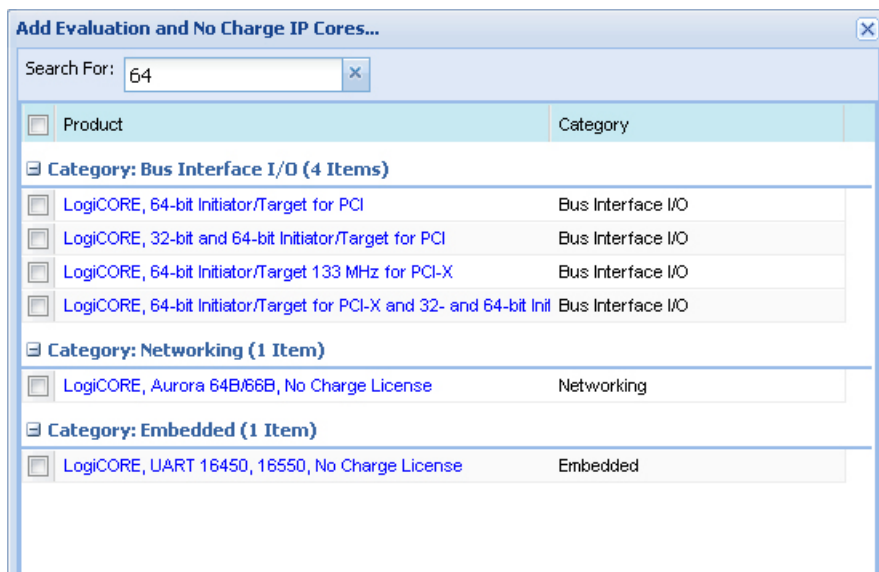 Add Evaluation and No Charge IP Cores...
Search For: 64
Product Category
Category: Bus Interface I/O (4 Items)
LogiCORE, 64-bit Initiator/Target for PCI Bus Interface I/O
LogiCORE, 32-bit and 64-bit Initiator/Target for PCI Bus Interface I/O
LogiCORE, 64-bit Initiator/Target 133 MHz for PCI-X Bus Interface I/O
LogiCORE, 64-bit Initiator/Target for PCI-X and 32- and 64-bit Init Bus Interface I/O
Category: Networking (1 Item)
LogiCORE, Aurora 64B/66B, No Charge License Networking
Category: Embedded (1 Item)
LogiCORE, UART 16450, 16550, No Charge License Embedded